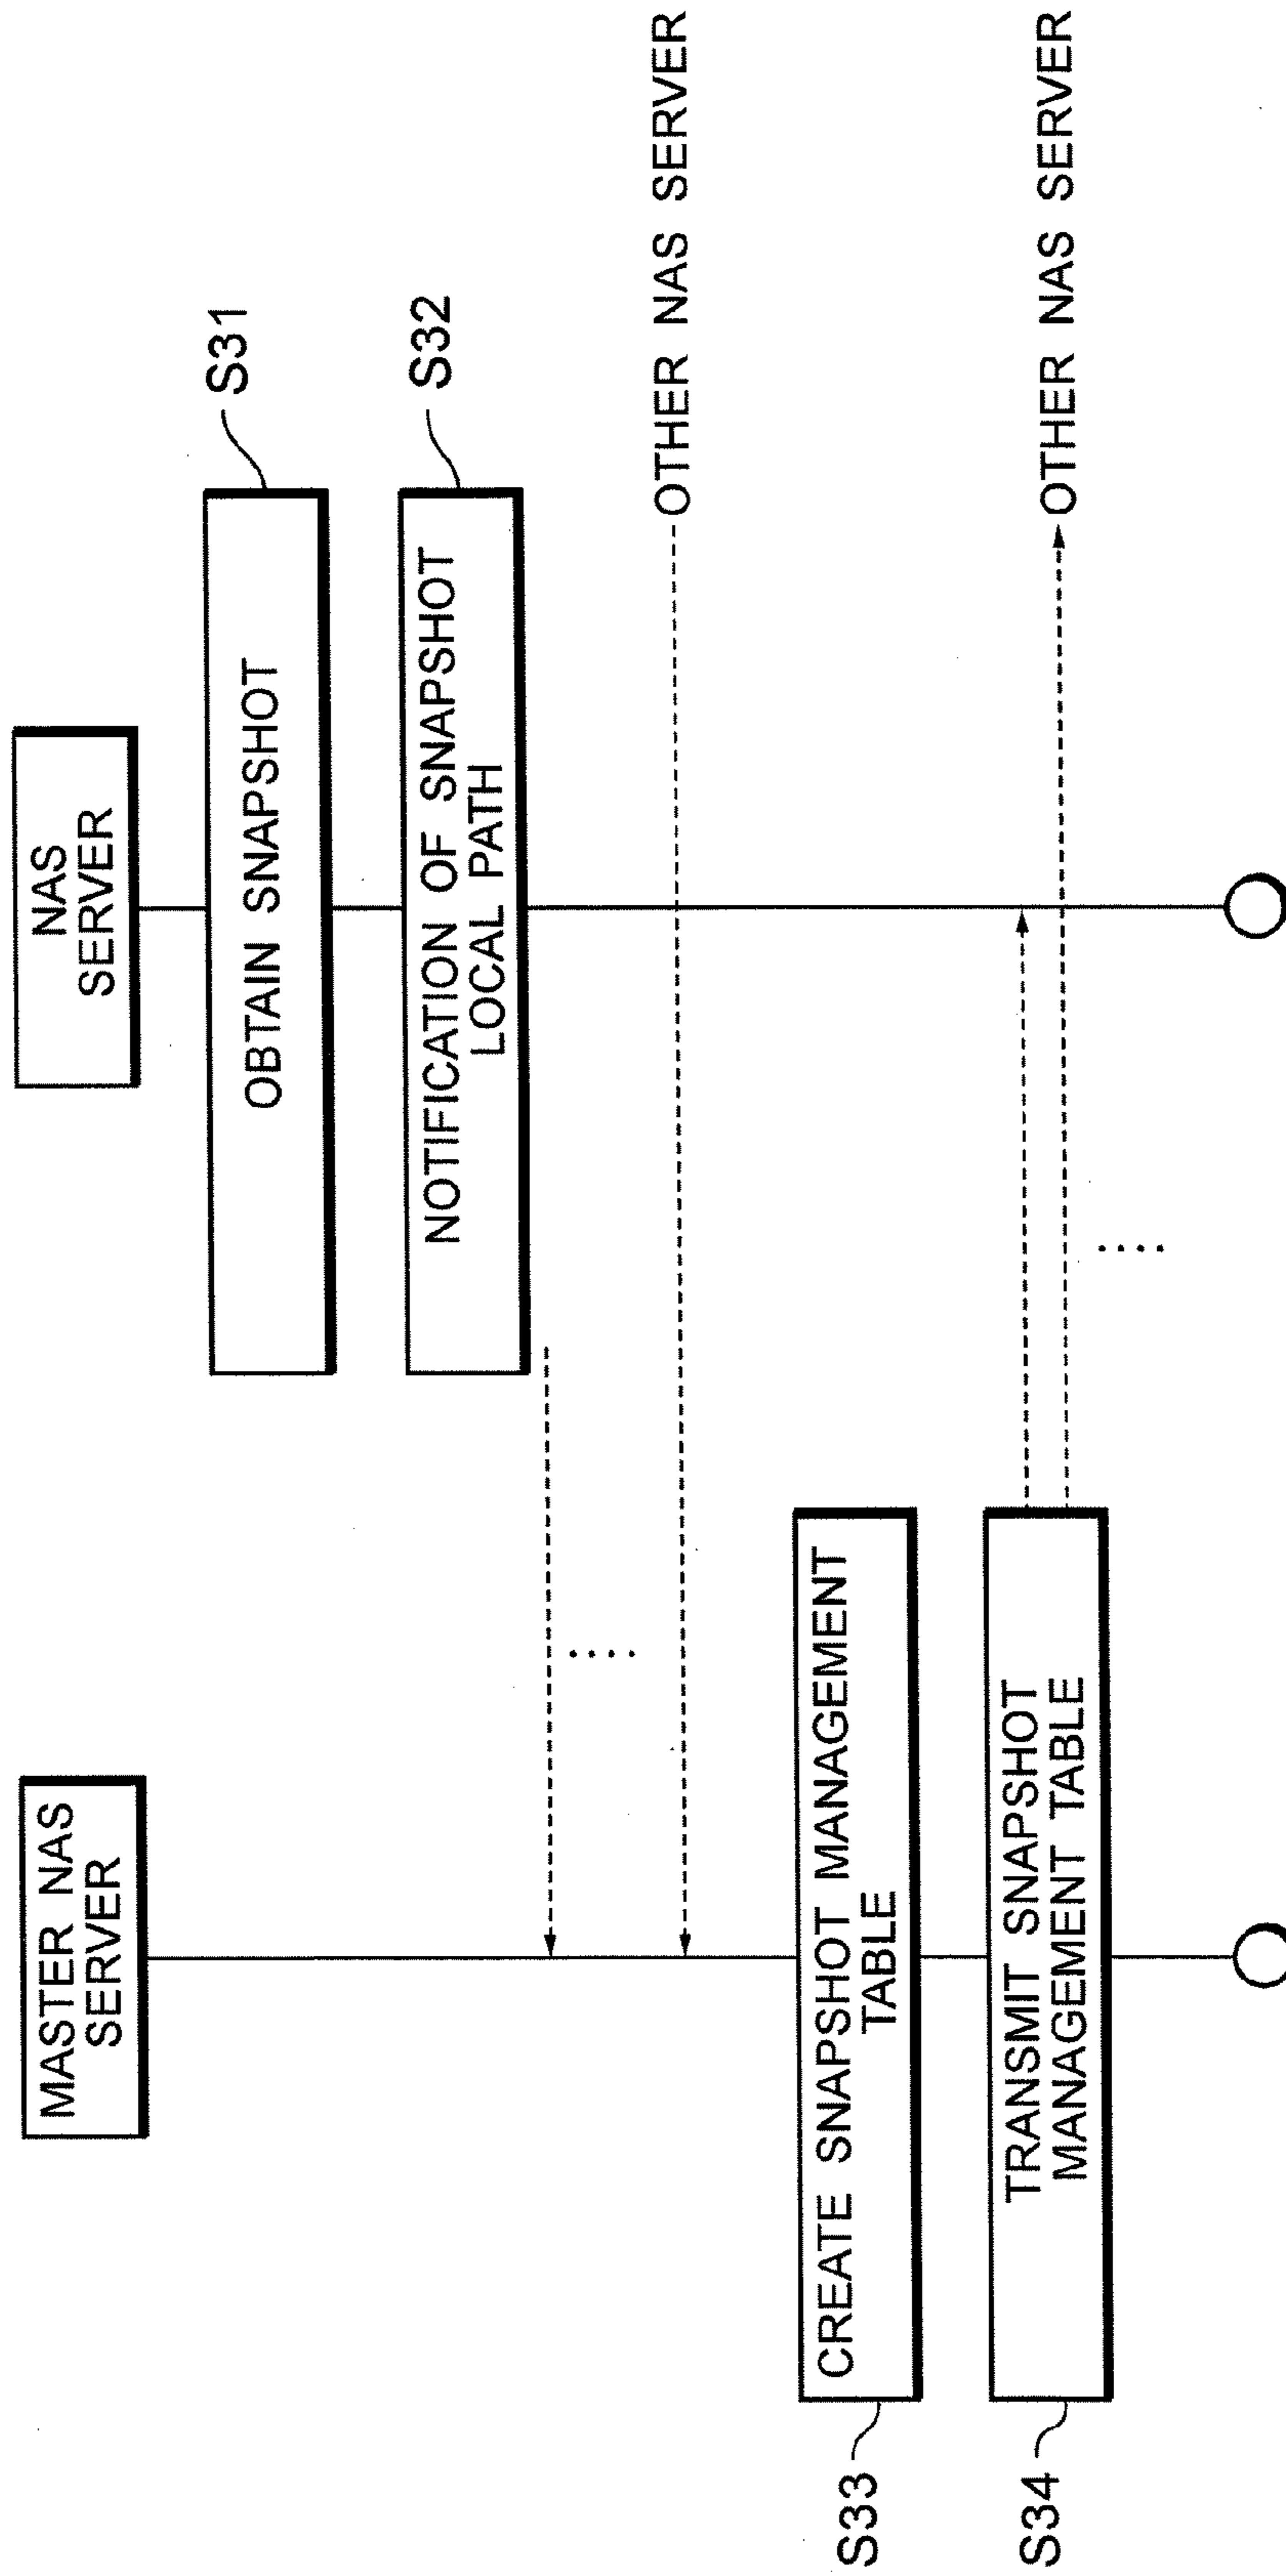 MASTER NAS
SERVER
NAS
SERVER
OBTAIN SNAPSHOT
S31
NOTIFICATION OF SNAPSHOT
LOCAL PATH
S32
OTHER NAS SERVER
S33
CREATE SNAPSHOT MANAGEMENT
TABLE
S34
TRANSMIT SNAPSHOT
MANAGEMENT TABLE
OTHER NAS SERVER